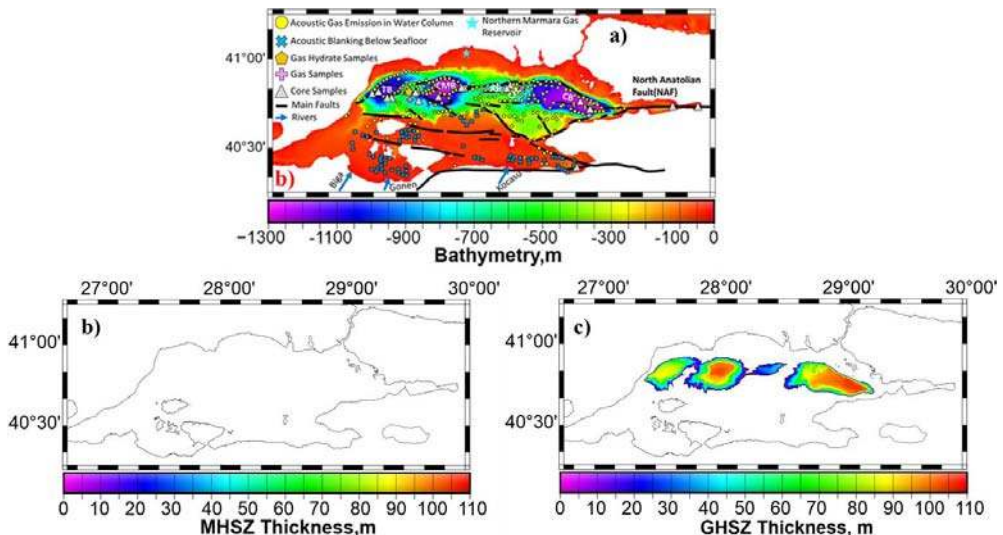 Acoustic Gas Emission in Water Column
Northern Marmara Gas
Reservoir
a)
Acoustic Blanking Below Seafloor
Gas Hydrate Samples
Gas Samples
Core Samples
Main Faults
Rivers
41°00'
40°30'
TB
CB
North Anatolian
Fault(NAF)
b)
Biga
Gonen
Kocasu
−1300 -1100 -900 -700 -500 -300 -100 0
Bathymetry,m
27°00' 28°00' 29°00' 30°00'
b)
41°00'
40°30'
0 10 20 30 40 50 60 70 80 90 100 110
MHSZ Thickness,m
27°00' 28°00' 29°00' 30°00'
c)
41°00'
40°30'
0 10 20 30 40 50 60 70 80 90 100 110
GHSZ Thickness, m